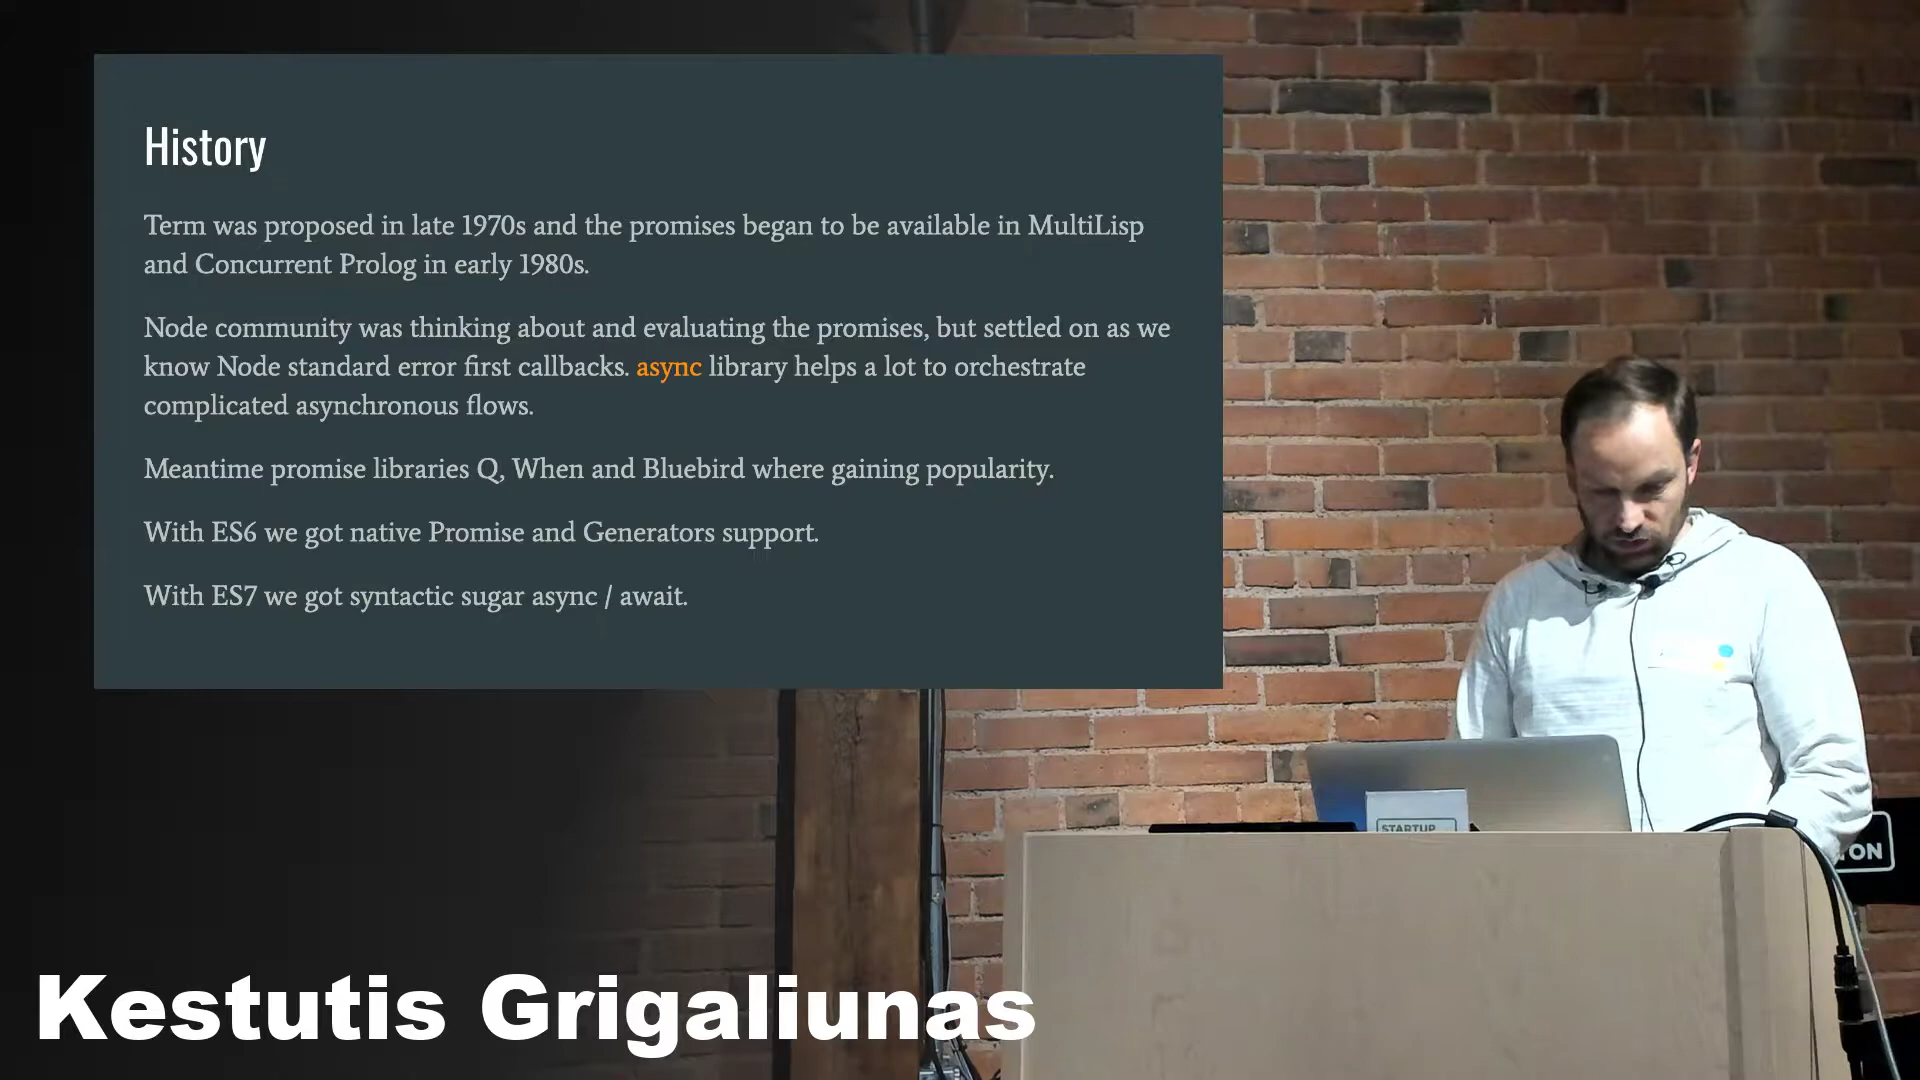 History
Term was proposed in late 1970s and the promises began to be available in MultiLisp
and Concurrent Prolog in early 1980s.
Node community was thinking about and evaluating the promises, but settled on as we
know Node standard error first callbacks. async library helps a lot to orchestrate
complicated asynchronous flows.
Meantime promise libraries Q, When and Bluebird where gaining popularity.
With ES6 we got native Promise and Generators support.
With ES7 we got syntactic sugar async / await.
STARTUP
TON
Kestutis Grigaliunas